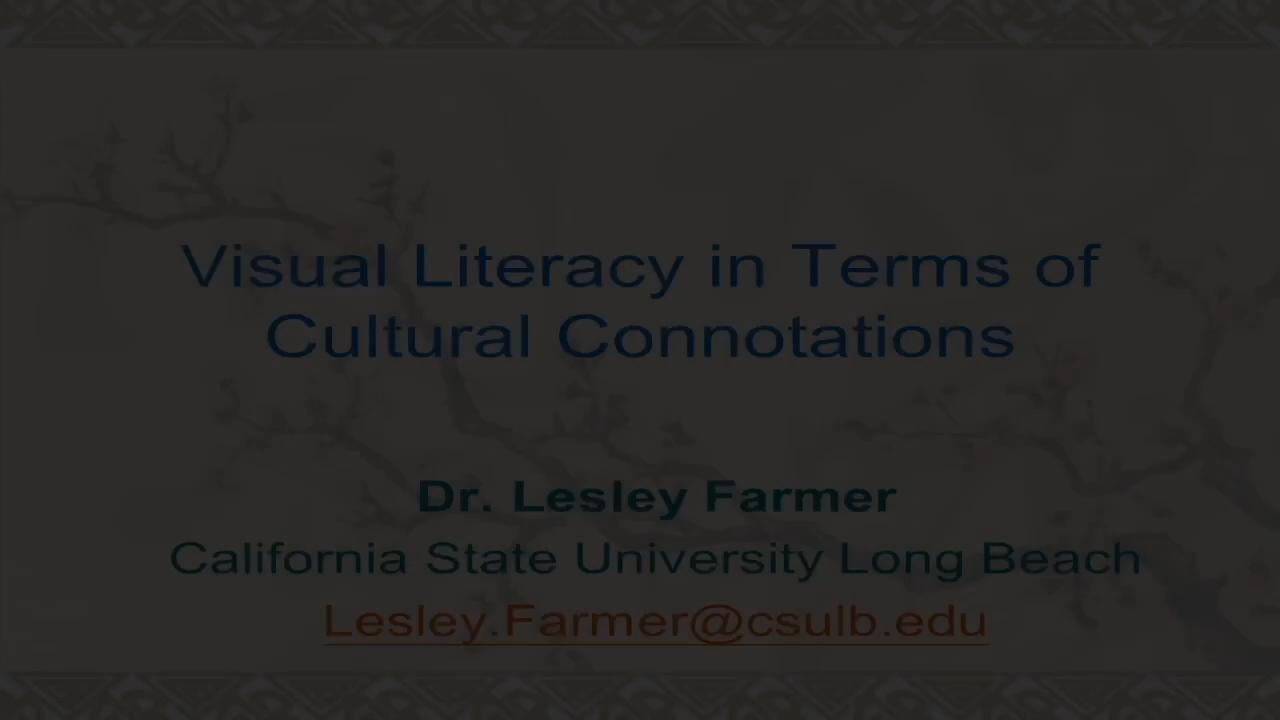 Visual Literacy in Terms of
Cultural Connotations
Dr. Lesley Farmer
California State University Long Beach
Lesley.Farmer@csulb.edu